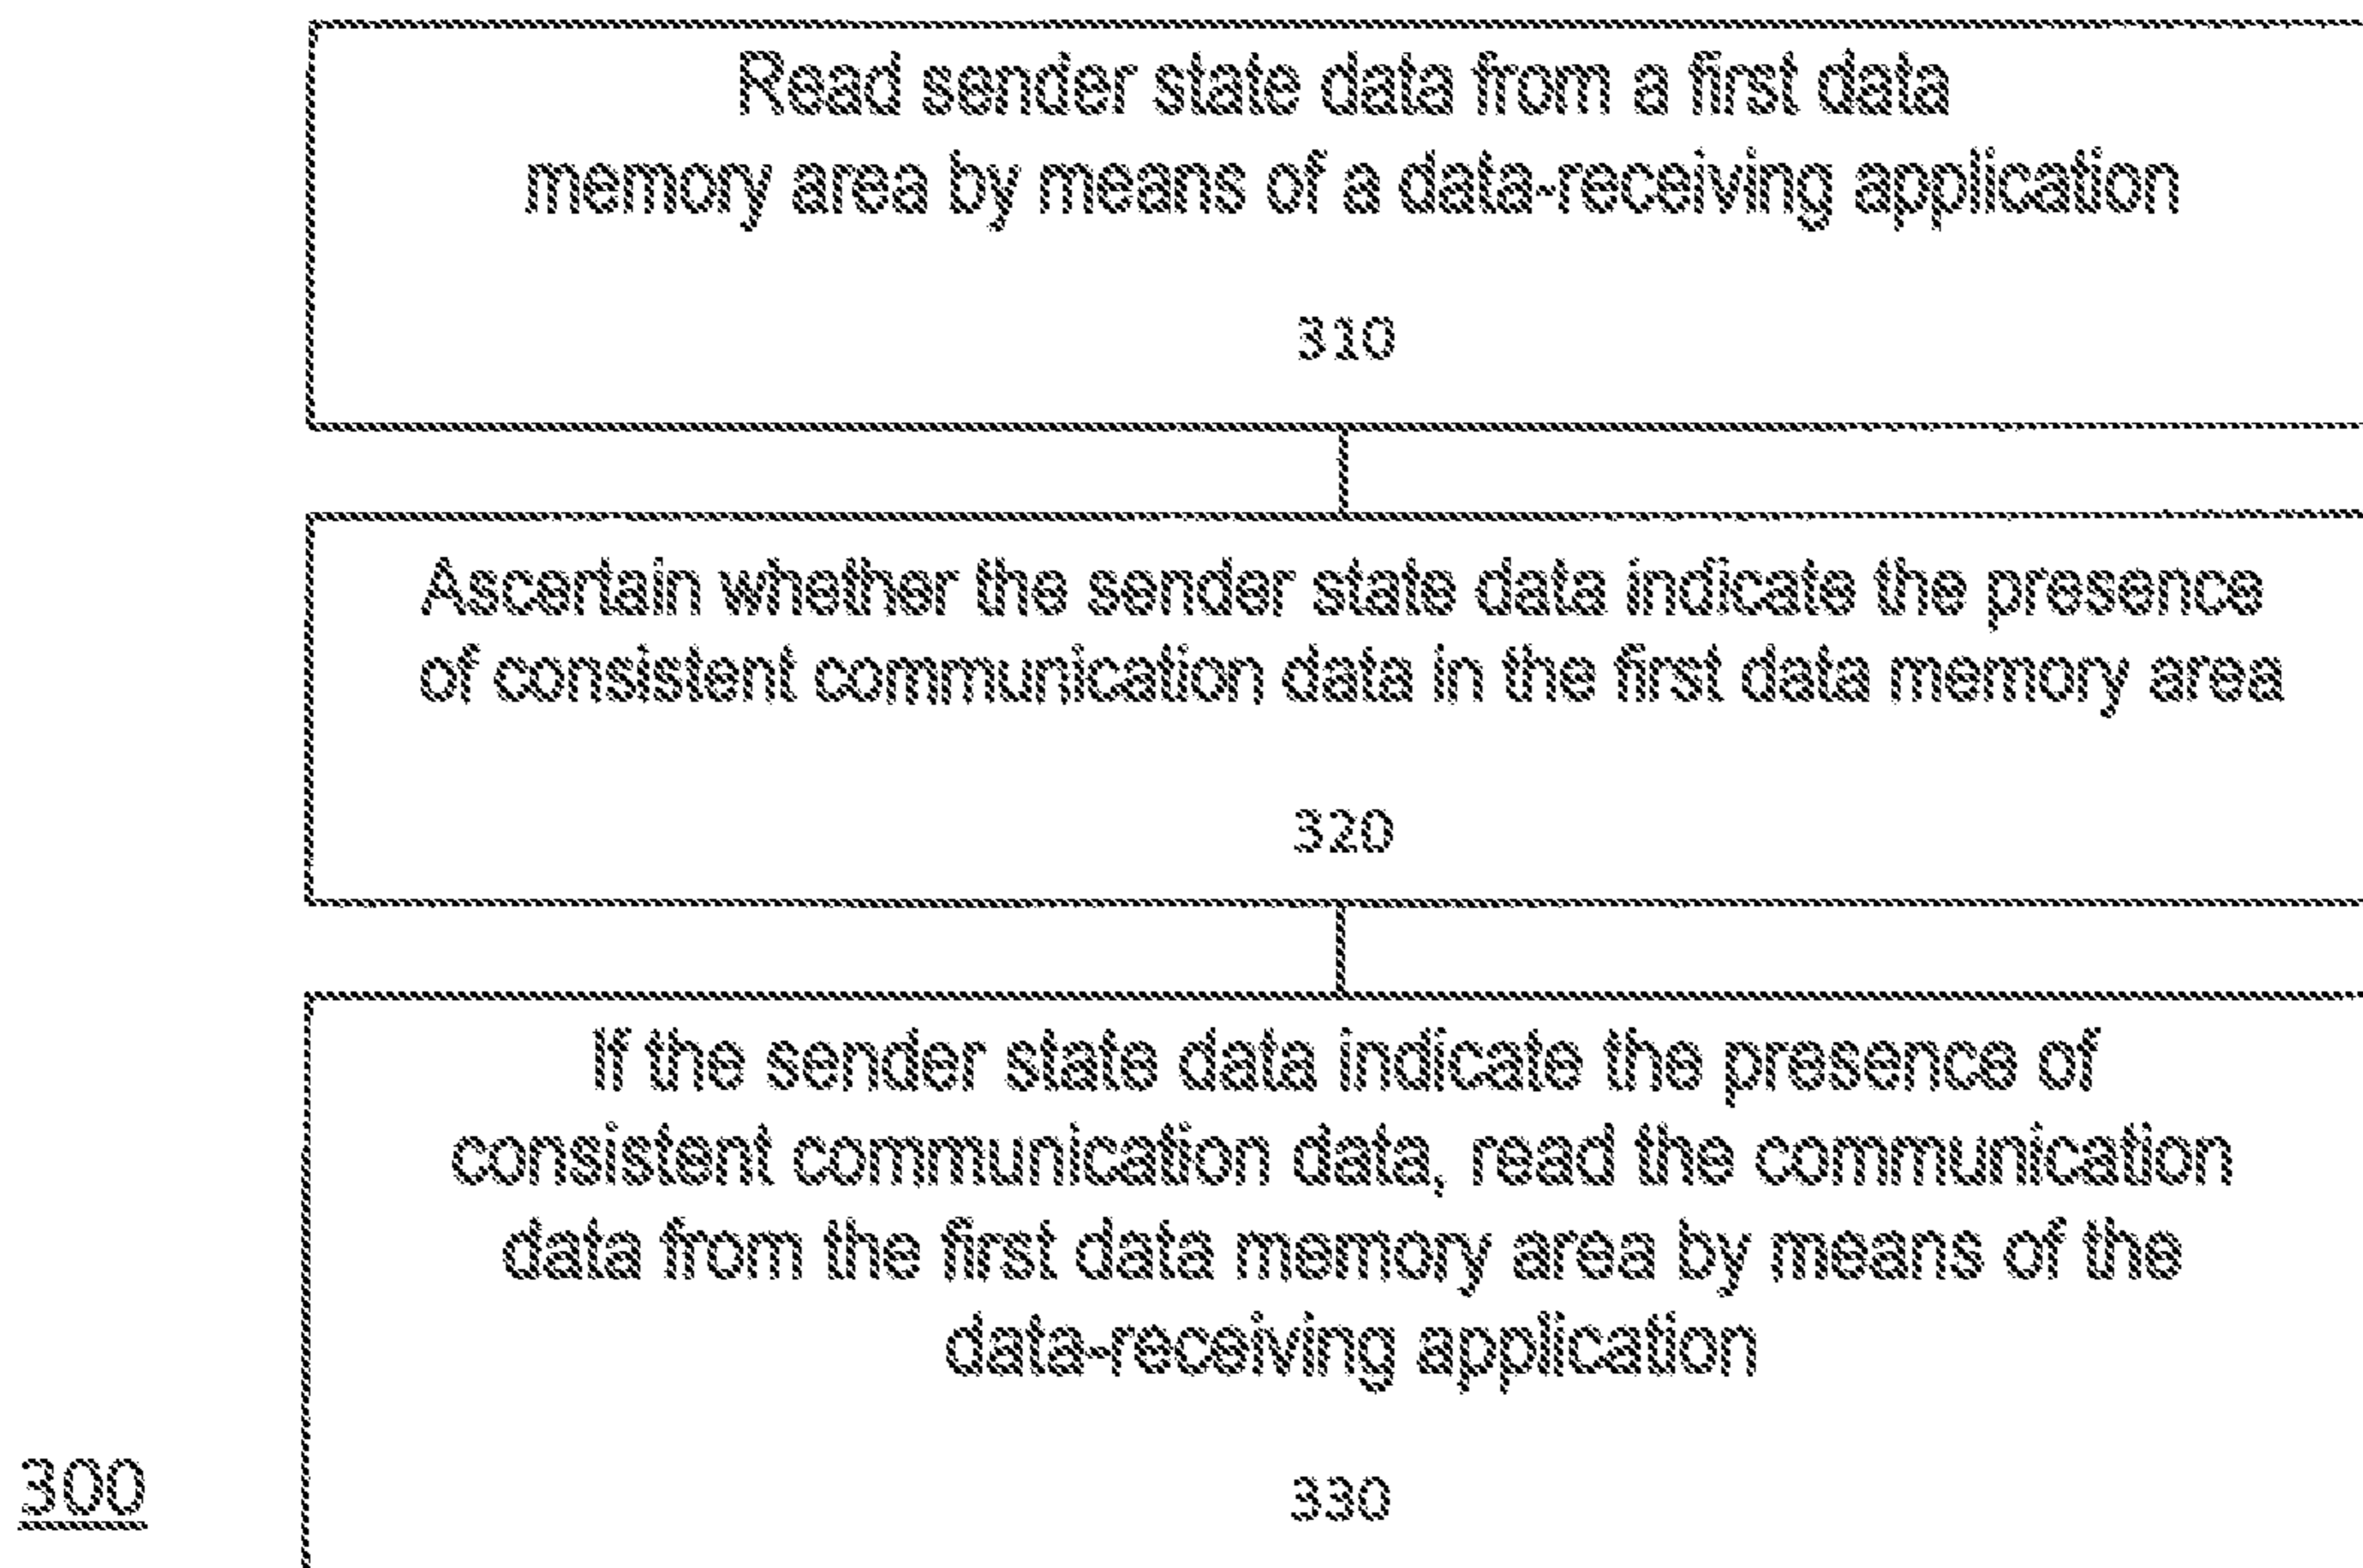 Read sender state data from a first data
memory area by means of a data-receiving application
310
Ascertain whether the sender state data indicate the presence
of consistent communication data in the first data memory area
320
If the sender state data indicate the presence of
consistent communication data, read the communication
data from the first data memory area by means of the
data-receiving application
330
300